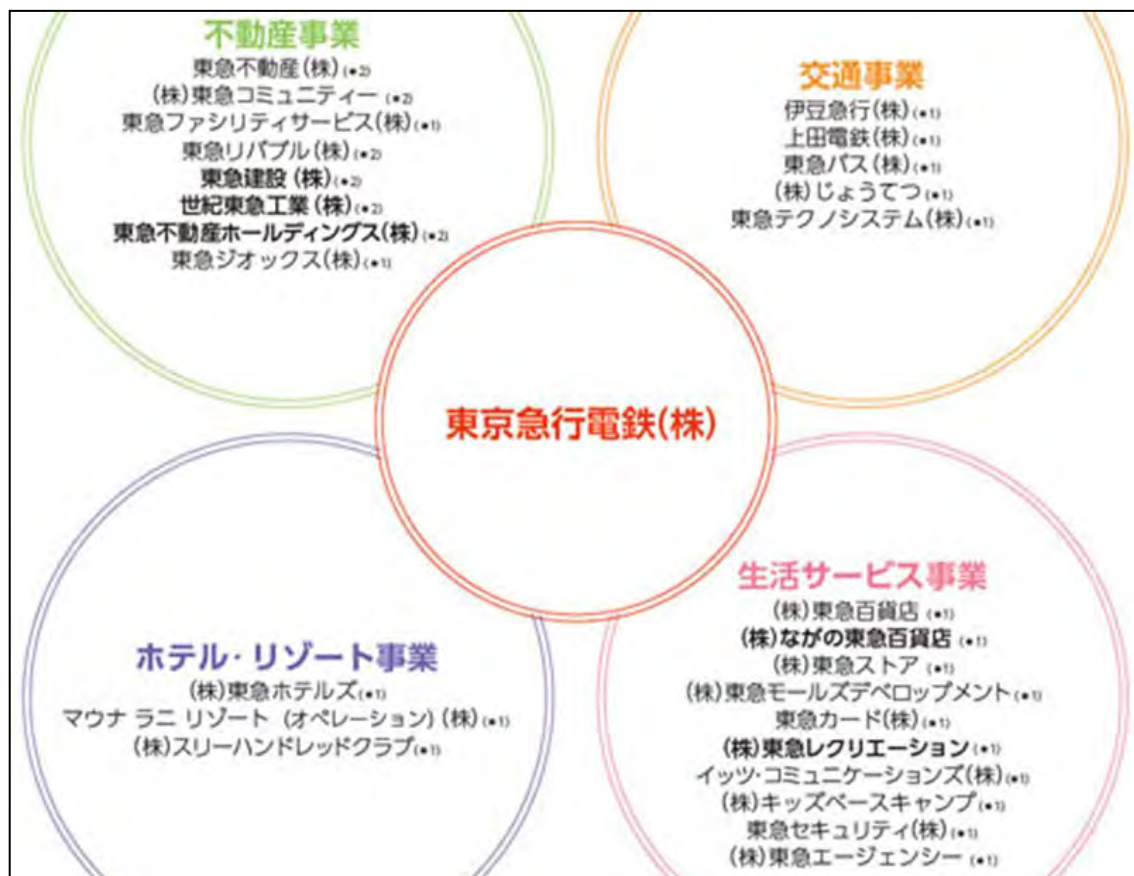 不動産事業
東急不動産(株)(*2)
(株)東急コミュニティー(*2)
東急ファシリティサービス(株)(*1)
東急リバブル(株)(*2)
東急建設(株)(*2)
世紀東急工業(株)(*2)
東急不動産ホールディングス(株)(*2)
東急ジオックス(株)(*1)
交通事業
伊豆急行(株)(*1)
上田電鉄(株)(*1)
東急バス(株)(*1)
(株)じょうてつ(*1)
東急テクノシステム(株)(*1)
東京急行電鉄(株)
ホテル・リゾート事業
(株)東急ホテルズ(*1)
マウナ ラニ リゾート (オペレーション) (株)(*1)
(株)スリーハンドレッドクラブ(*1)
生活サービス事業
(株)東急百貨店(*1)
(株)ながの東急百貨店(*1)
(株)東急ストア(*1)
(株)東急モールズデベロップメント(*1)
東急カード(株)(*1)
(株)東急レクリエーション(*1)
イッツ・コミュニケーションズ(株)(*1)
(株)キッズベースキャンプ(*1)
東急セキュリティ(株)(*1)
(株)東急エージェンシー(*1)